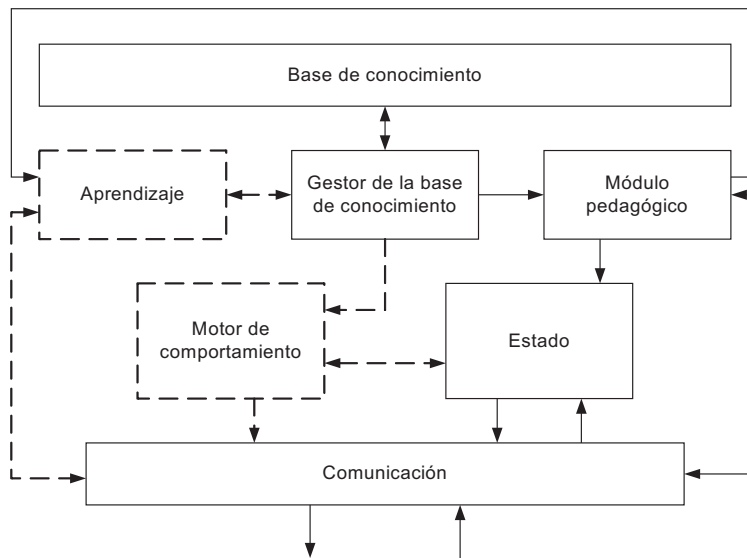 Base de conocimiento
Aprendizaje
Gestor de la base
de conocimiento
Módulo
pedagógico
Motor de
comportamiento
Estado
Comunicación